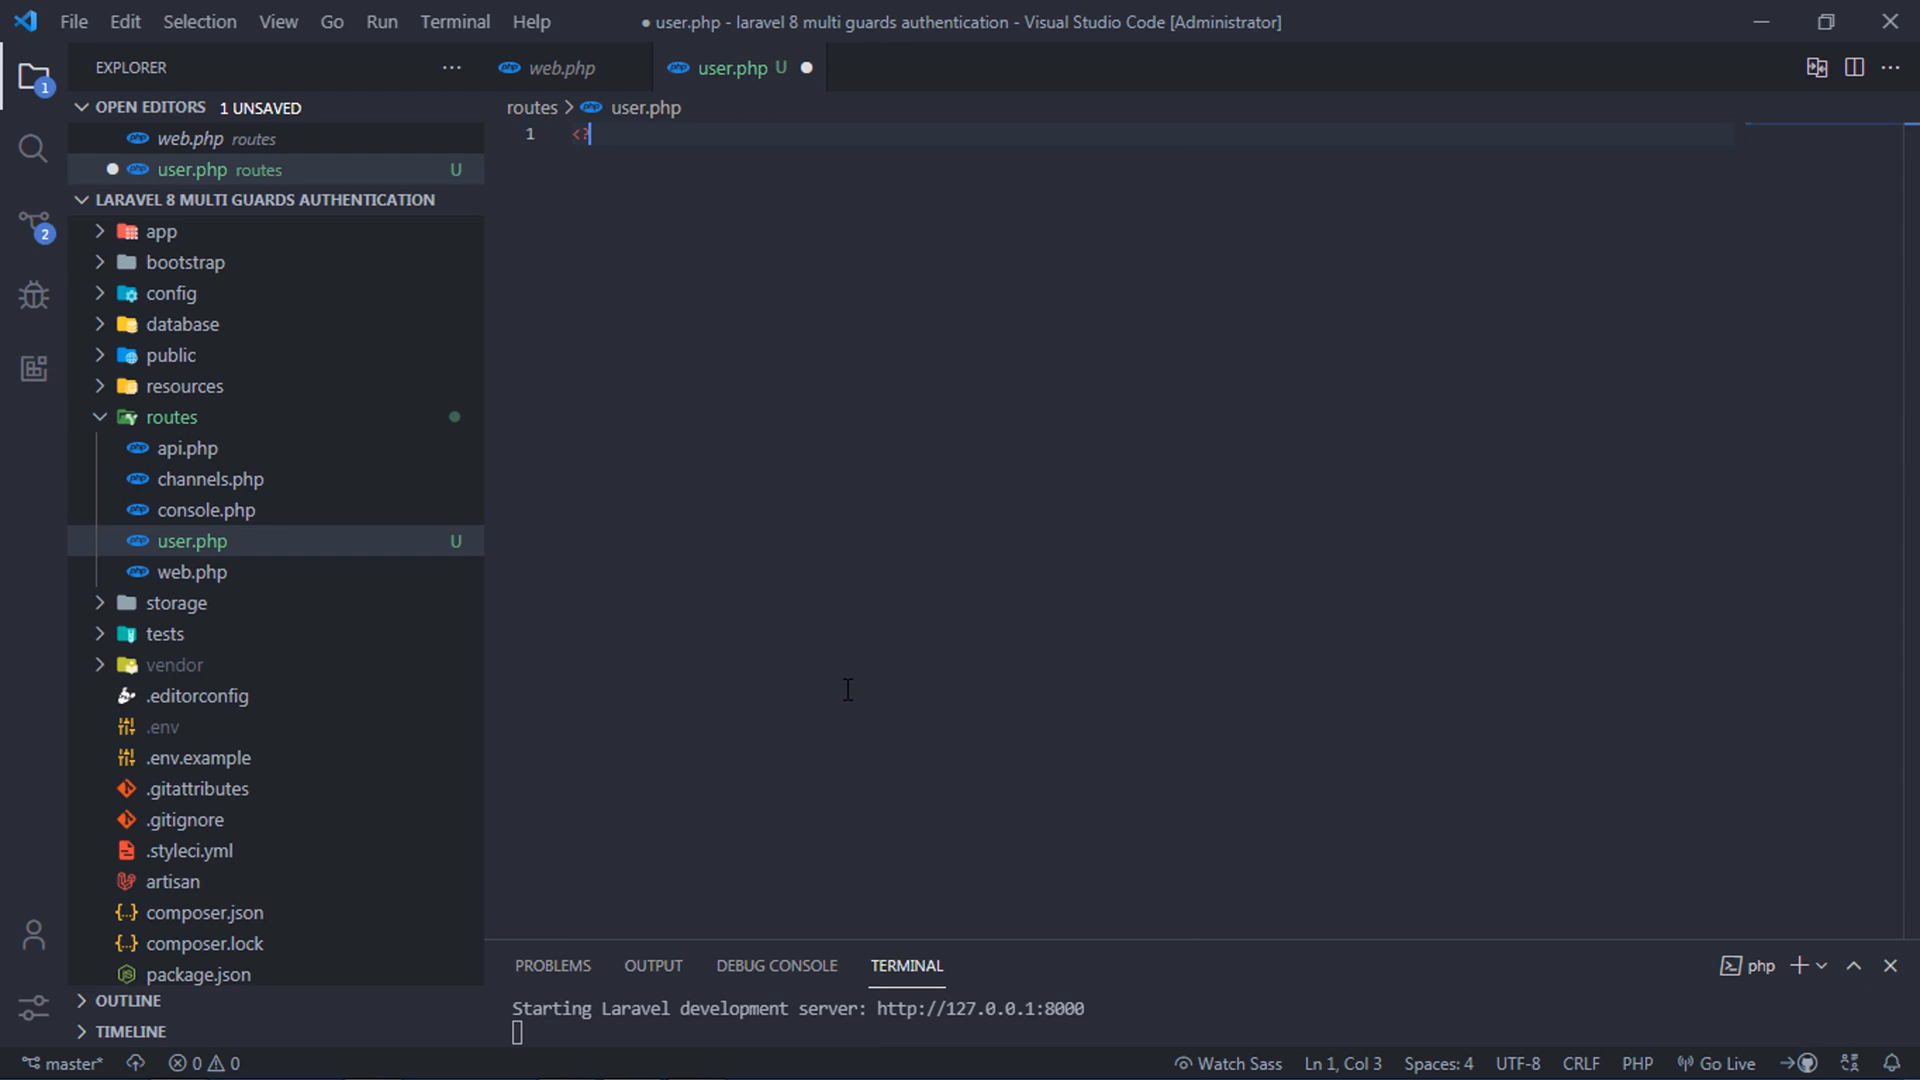 File Edit Selection View Go Run Terminal Help
● user.php - laravel 8 multi guards authentication - Visual Studio Code [Administrator]
EXPLORER
web.php
user.php U
OPEN EDITORS 1 UNSAVED
web.php routes
user.php routes U
routes > user.php
1 <?
LARAVEL 8 MULTI GUARDS AUTHENTICATION
app
bootstrap
config
database
public
resources
routes
api.php
channels.php
console.php
user.php U
web.php
storage
tests
vendor
.editorconfig
.env
.env.example
.gitattributes
.gitignore
.styleci.yml
artisan
composer.json
composer.lock
package.json
OUTLINE
TIMELINE
PROBLEMS OUTPUT DEBUG CONSOLE TERMINAL
php
Starting Laravel development server: http://127.0.0.1:8000
1
2
master* 0 0
Watch Sass Ln 1, Col 3 Spaces: 4 UTF-8 CRLF PHP Go Live